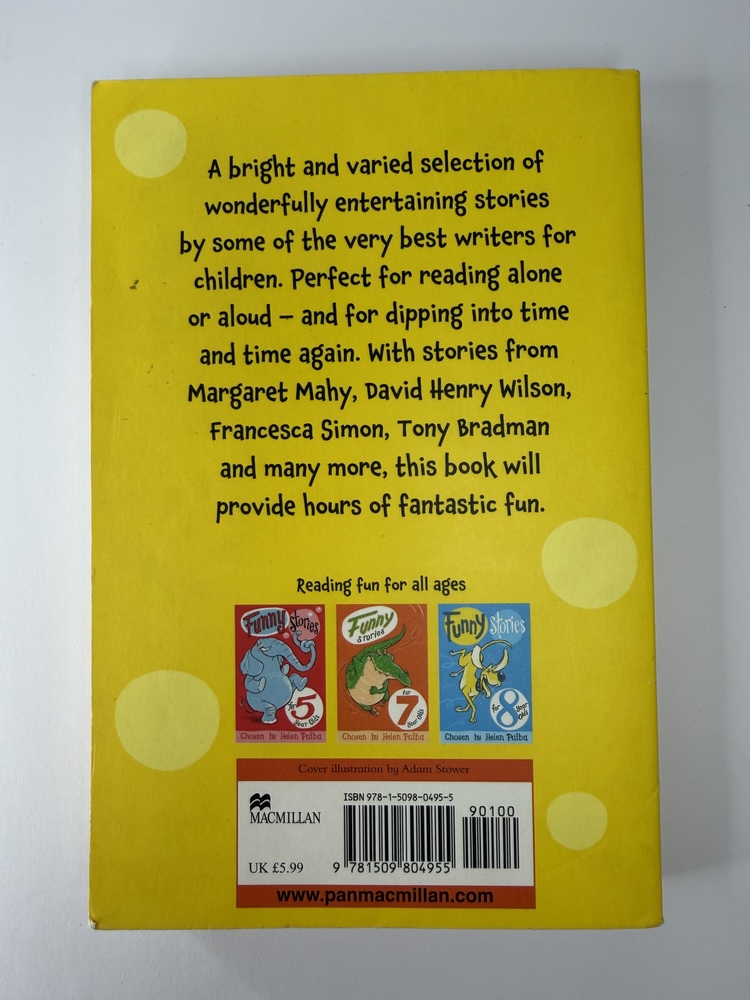 A bright and varied selection of
wonderfully entertaining stories
by some of the very best writers for
children. Perfect for reading alone
or aloud – and for dipping into time
and time again. With stories from
Margaret Mahy, David Henry Wilson,
Francesca Simon, Tony Bradman
and many more, this book will
provide hours of fantastic fun.
Reading fun for all ages
Funny Stories
for 5 Year Olds
Chosen by Helen Paiba
Funny Stories
for 7 Year Olds
Chosen by Helen Paiba
Funny Stories
for 8 Year Olds
Chosen by Helen Paiba
Cover illustration by Adam Stower
MACMILLAN
UK £5.99
ISBN 978-1-5098-0495-5
90100
9 781509 804955
www.panmacmillan.com